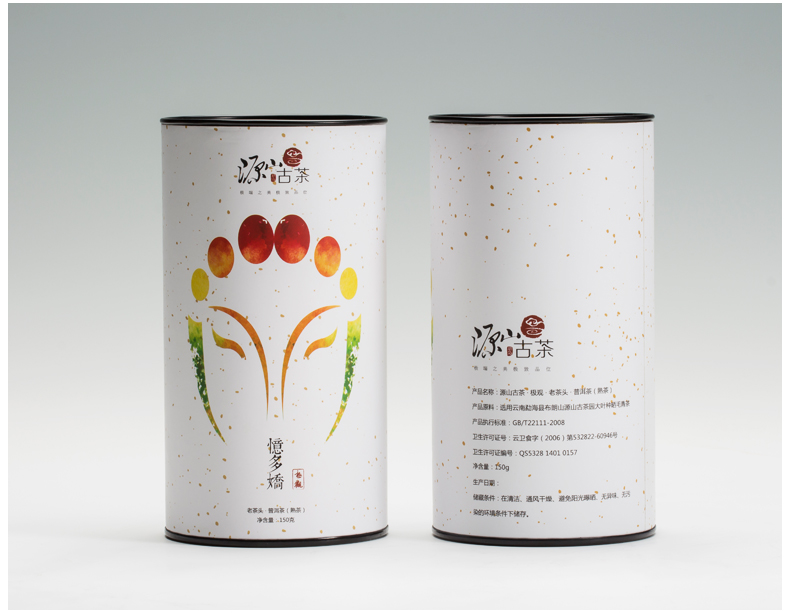 源山古茶
憶多嬌
老茶头 · 普洱茶（熟茶）
净含量：150克
源山古茶
产品名称：源山古茶 · 极观 · 老茶头 · 普洱茶（熟茶）
产品原料：选用云南勐海县布朗山源山古茶园大叶种晒毛青茶
产品执行标准：GB/T22111-2008
卫生许可证号：云卫食字（2006）第532822-60946号
卫生许可证编号：QS5328 1401 0157
净含量：150g
生产日期：
储藏条件：在清洁、通风干燥、避免阳光曝晒、无异味、无污
染的环境条件下储存。